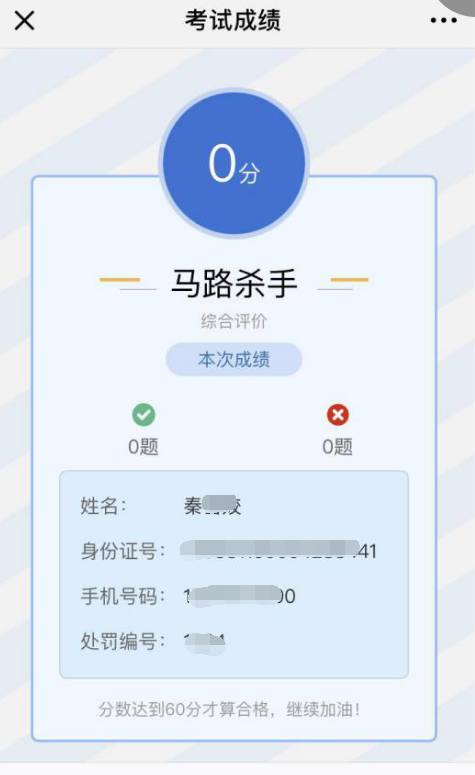 考试成绩
0分
马路杀手
综合评价
本次成绩
0题 0题
姓名： 秦
身份证号： 41
手机号码： 00
处罚编号：
分数达到60分才算合格，继续加油！